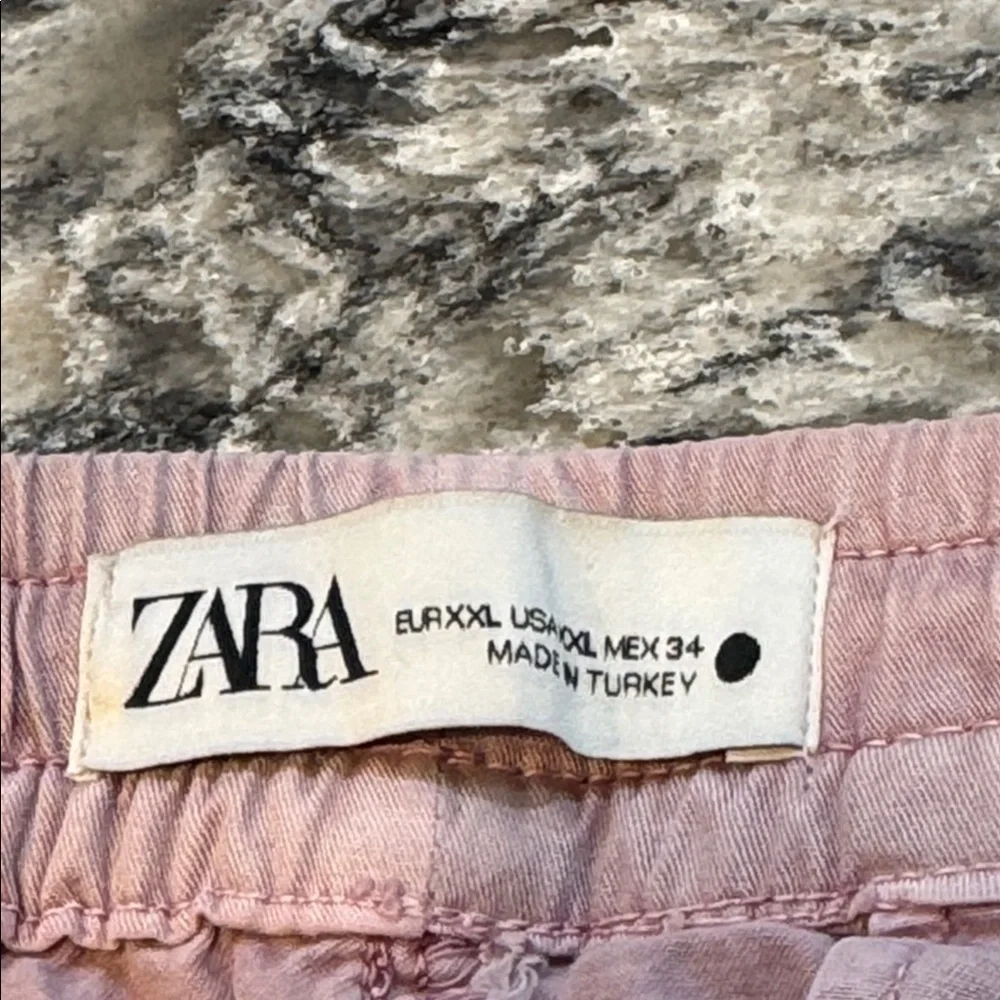 ZARA
EUR XXL USA XXL MEX 34
MADE IN TURKEY